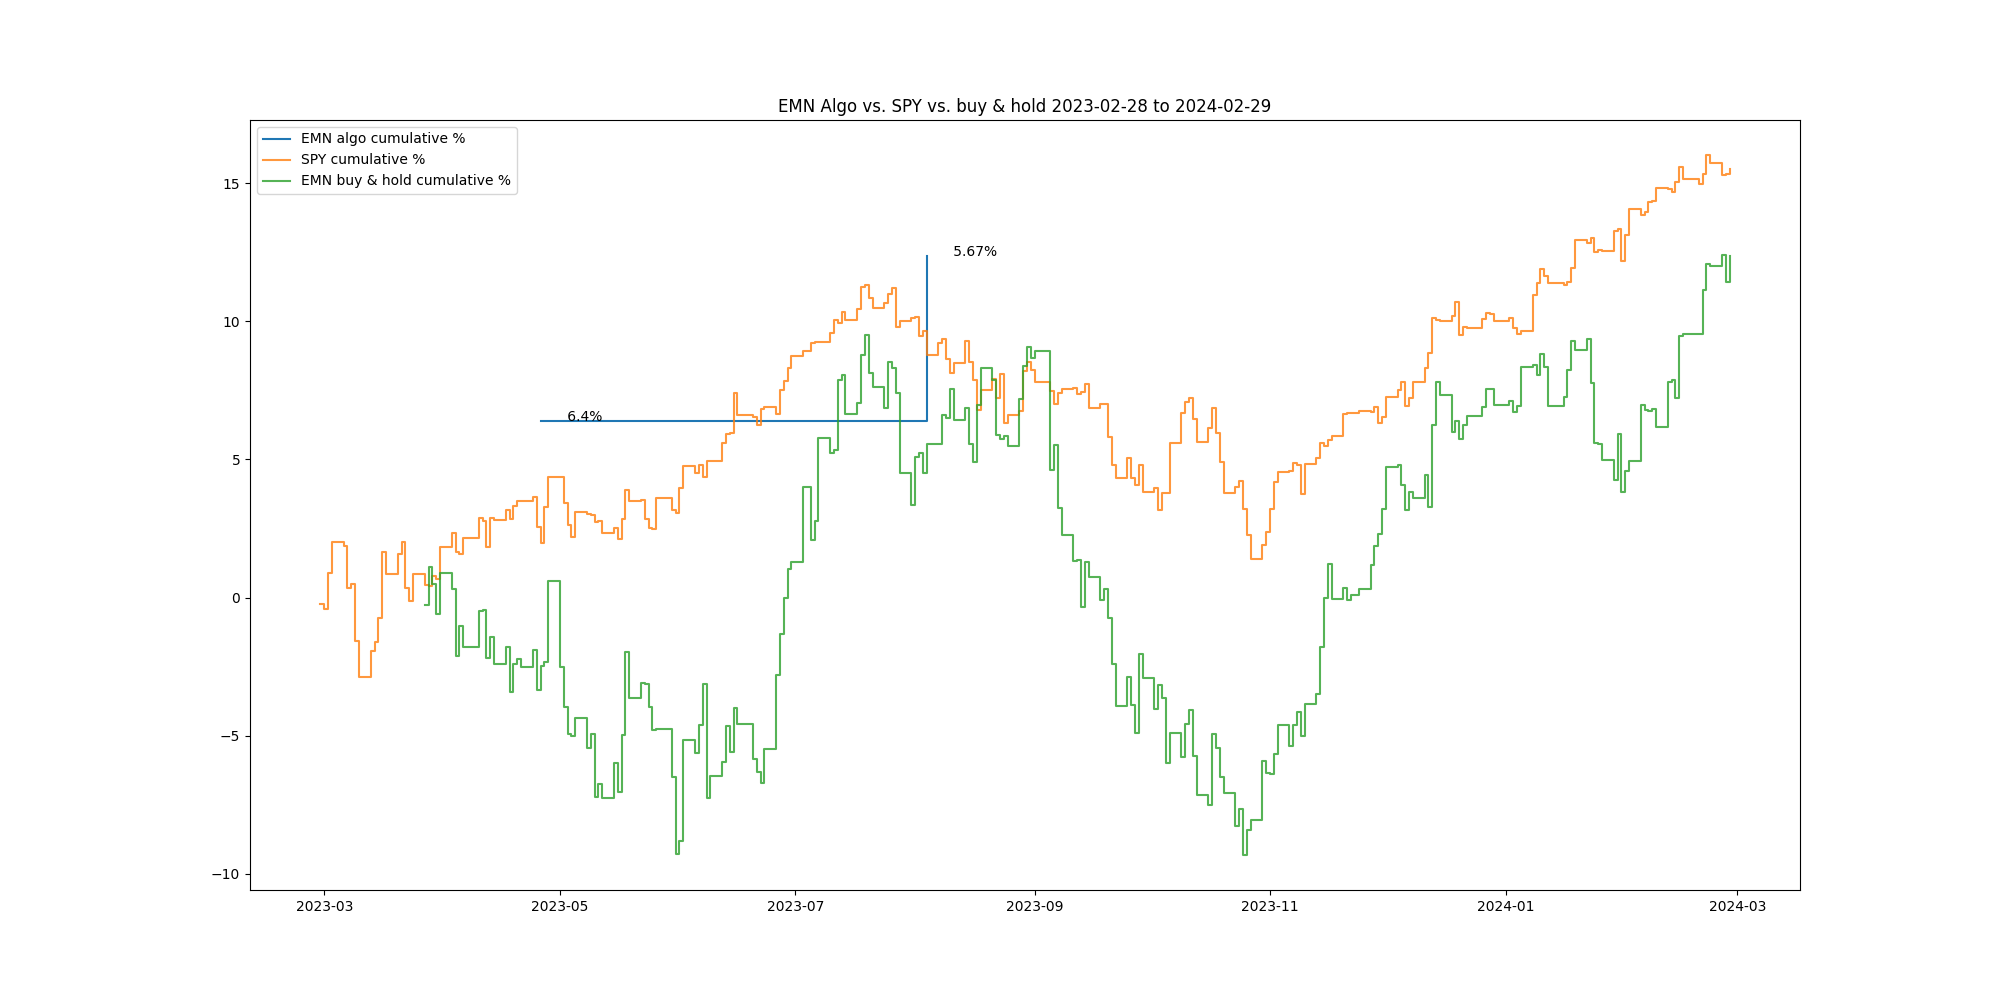 EMN Algo vs. SPY vs. buy & hold 2023-02-28 to 2024-02-29
EMN algo cumulative %
SPY cumulative %
EMN buy & hold cumulative %
15
10
5
0
−5
−10
5.67%
6.4%
2023-03 2023-05 2023-07 2023-09 2023-11 2024-01 2024-03